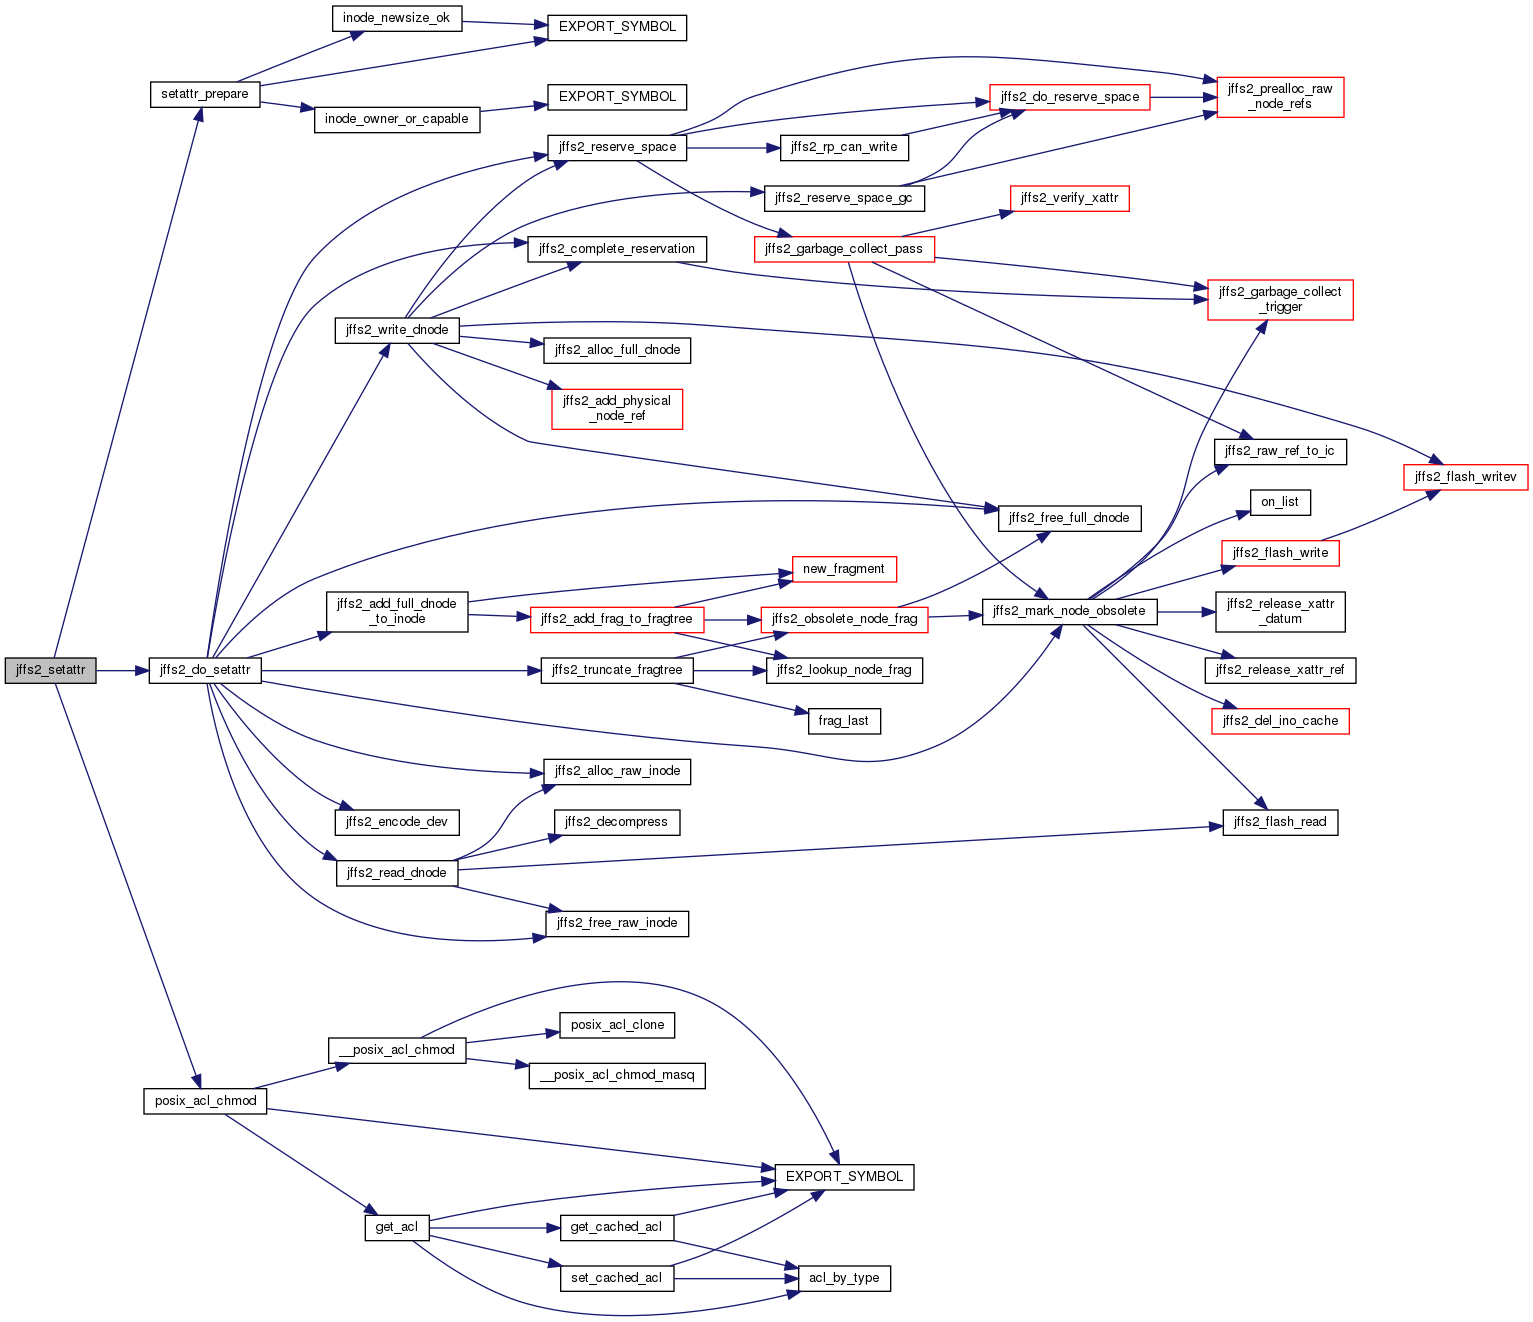 inode_newsize_ok
EXPORT_SYMBOL
setattr_prepare
EXPORT_SYMBOL
inode_owner_or_capable
jffs2_do_reserve_space
jffs2_prealloc_raw
_node_refs
jffs2_reserve_space
jffs2_rp_can_write
jffs2_reserve_space_gc
jffs2_verify_xattr
jffs2_complete_reservation
jffs2_garbage_collect_pass
jffs2_garbage_collect
_trigger
jffs2_write_dnode
jffs2_alloc_full_dnode
jffs2_add_physical
_node_ref
jffs2_raw_ref_to_ic
jffs2_flash_writev
on_list
jffs2_free_full_dnode
jffs2_flash_write
new_fragment
jffs2_add_full_dnode
_to_inode
jffs2_add_frag_to_fragtree
jffs2_obsolete_node_frag
jffs2_mark_node_obsolete
jffs2_release_xattr
_datum
jffs2_setattr
jffs2_do_setattr
jffs2_truncate_fragtree
jffs2_lookup_node_frag
jffs2_release_xattr_ref
frag_last
jffs2_del_ino_cache
jffs2_alloc_raw_inode
jffs2_encode_dev
jffs2_decompress
jffs2_flash_read
jffs2_read_dnode
jffs2_free_raw_inode
posix_acl_clone
__posix_acl_chmod
__posix_acl_chmod_masq
posix_acl_chmod
EXPORT_SYMBOL
get_acl
get_cached_acl
set_cached_acl
acl_by_type